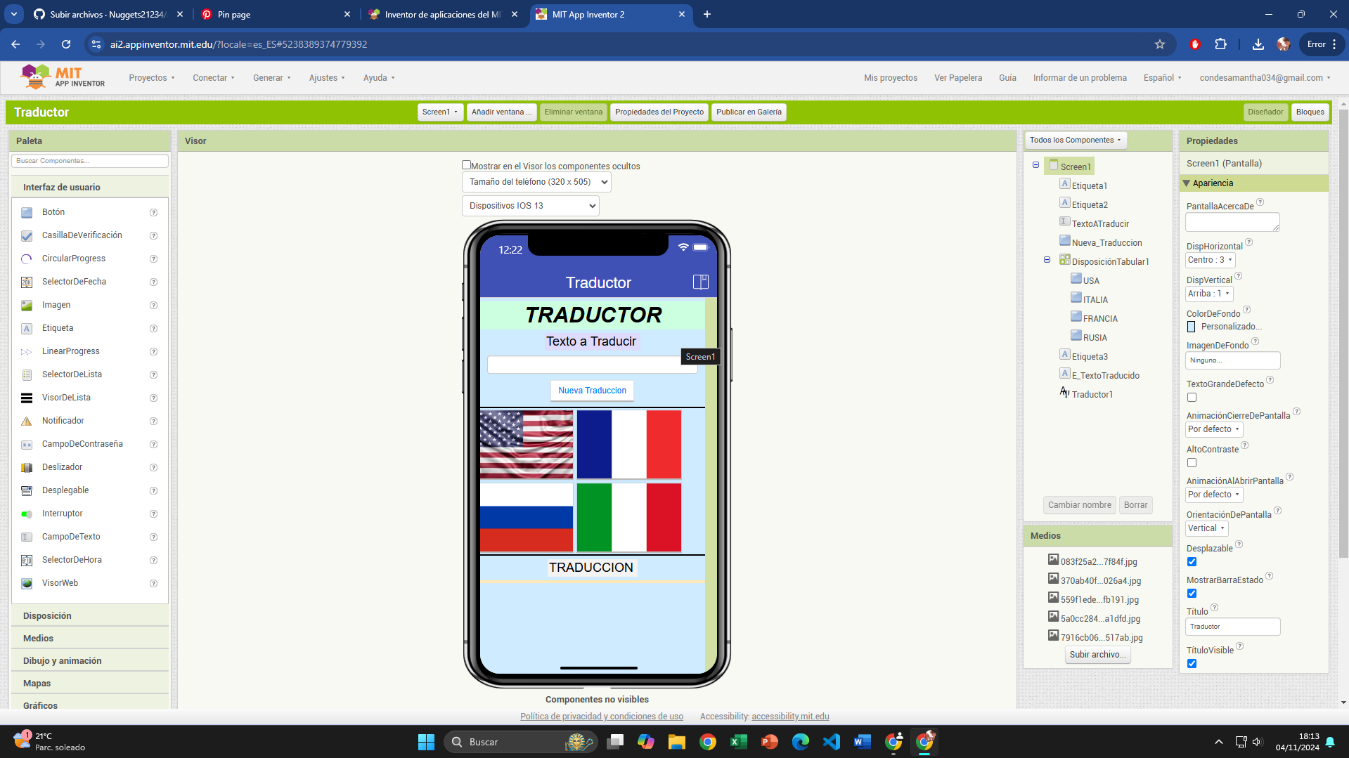 Subir archivos · Nuggets21234/
Pin page
Inventor de aplicaciones del MI
MIT App Inventor 2
ai2.appinventor.mit.edu/?locale=es_ES#5238389374779392
Error
MIT
APP INVENTOR
Proyectos
Conectar
Generar
Ajustes
Ayuda
Mis proyectos
Ver Papelera
Guía
Informar de un problema
Español
condesamantha034@gmail.com
Traductor
Screen1
Añadir ventana ...
Eliminar ventana
Propiedades del Proyecto
Publicar en Galería
Diseñador
Bloques
Paleta
Buscar Componentes...
Interfaz de usuario
Botón
CasillaDeVerificación
CircularProgress
SelectorDeFecha
Imagen
Etiqueta
LinearProgress
SelectorDeLista
VisorDeLista
Notificador
CampoDeContraseña
Deslizador
Desplegable
Interruptor
CampoDeTexto
SelectorDeHora
VisorWeb
Disposición
Medios
Dibujo y animación
Mapas
Gráficos
Visor
Mostrar en el Visor los componentes ocultos
Tamaño del teléfono (320 x 505)
Dispositivos IOS 13
12:22
Traductor
TRADUCTOR
Texto a Traducir
Screen1
Nueva Traduccion
TRADUCCION
Componentes no visibles
Todos los Componentes
Screen1
Etiqueta1
Etiqueta2
TextoATraducir
Nueva_Traduccion
DisposiciónTabular1
USA
ITALIA
FRANCIA
RUSIA
Etiqueta3
E_TextoTraducido
Traductor1
Cambiar nombre
Borrar
Medios
083f25a2...7f84f.jpg
370ab40f...026a4.jpg
559f1ede...fb191.jpg
5a0cc284...a1dfd.jpg
7916cb06...517ab.jpg
Subir archivo...
Propiedades
Screen1 (Pantalla)
Apariencia
PantallaAcercaDe
DispHorizontal
Centro : 3
DispVertical
Arriba : 1
ColorDeFondo
Personalizado...
ImagenDeFondo
Ninguno...
TextoGrandeDefecto
AnimaciónCierreDePantalla
Por defecto
AltoContraste
AnimaciónAlAbrirPantalla
Por defecto
OrientaciónDePantalla
Vertical
Desplazable
MostrarBarraEstado
Título
Traductor
TítuloVisible
Política de privacidad y condiciones de uso
Accessibility: accessibility.mit.edu
1
21°C
Parc. soleado
Buscar
18:13
04/11/2024